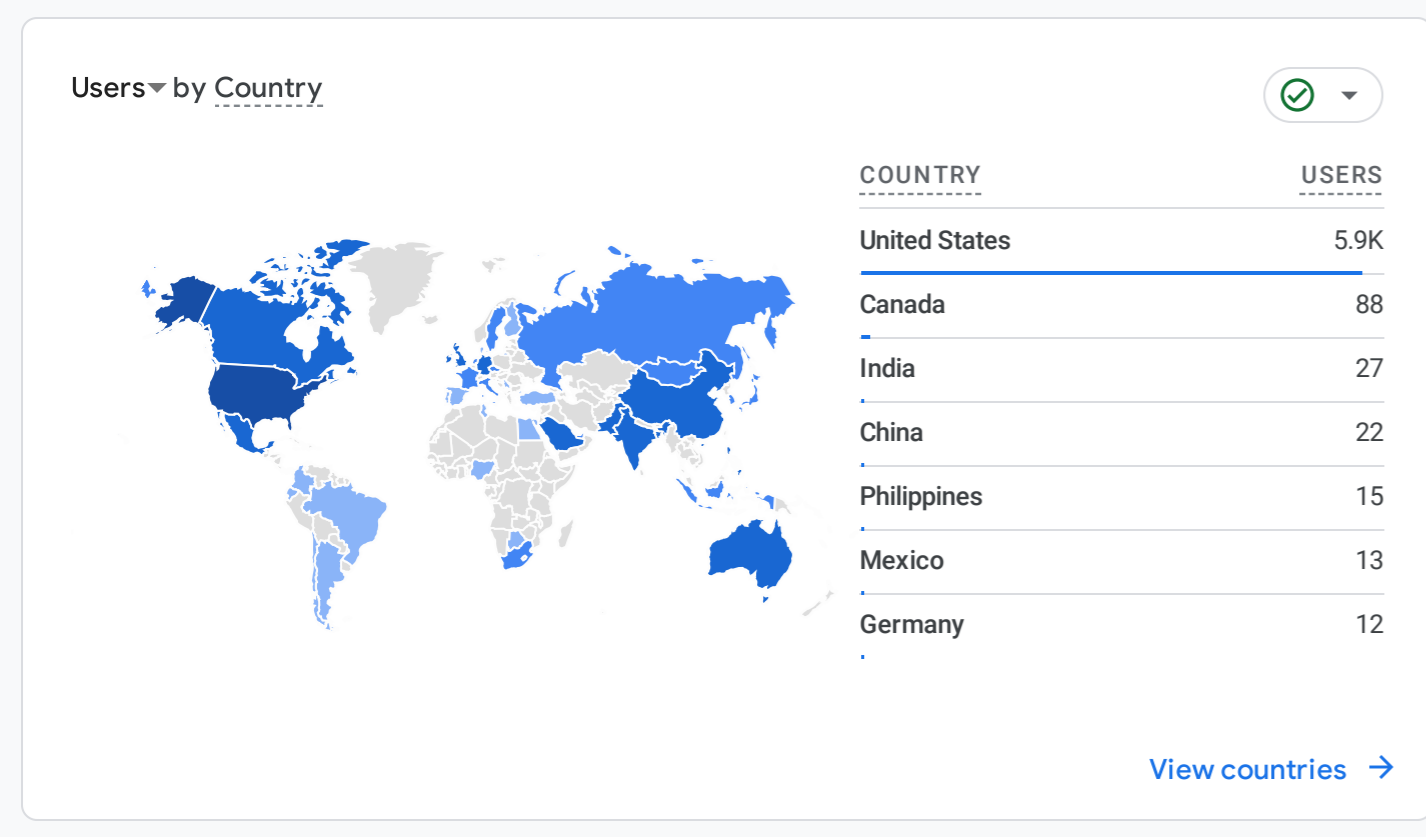 Users by Country
COUNTRY USERS
United States 5.9K
Canada 88
India 27
China 22
Philippines 15
Mexico 13
Germany 12
View countries